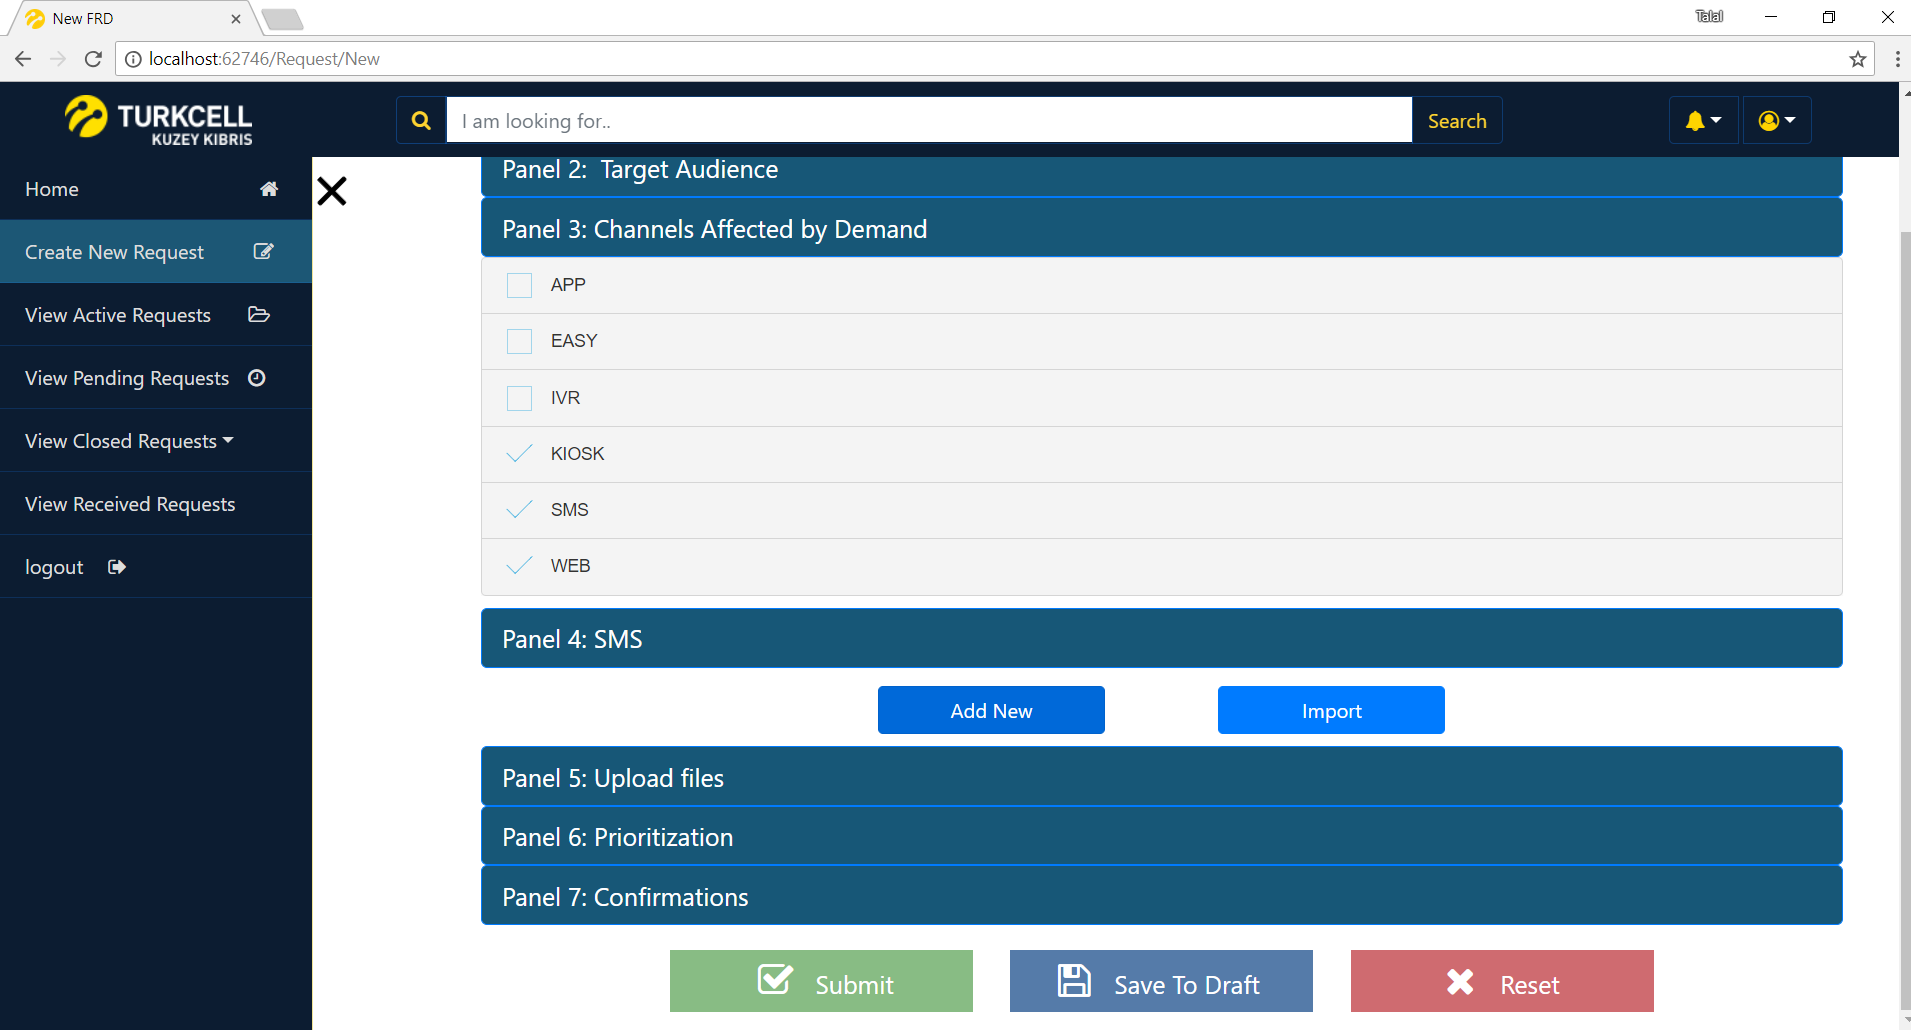 New FRD
Talal
localhost:62746/Request/New
TURKCELL
KUZEY KIBRIS
I am looking for..
Search
Home
Create New Request
View Active Requests
View Pending Requests
View Closed Requests
View Received Requests
logout
Panel 2:  Target Audience
Panel 3: Channels Affected by Demand
APP
EASY
IVR
KIOSK
SMS
WEB
Panel 4: SMS
Add New
Import
Panel 5: Upload files
Panel 6: Prioritization
Panel 7: Confirmations
Submit
Save To Draft
Reset